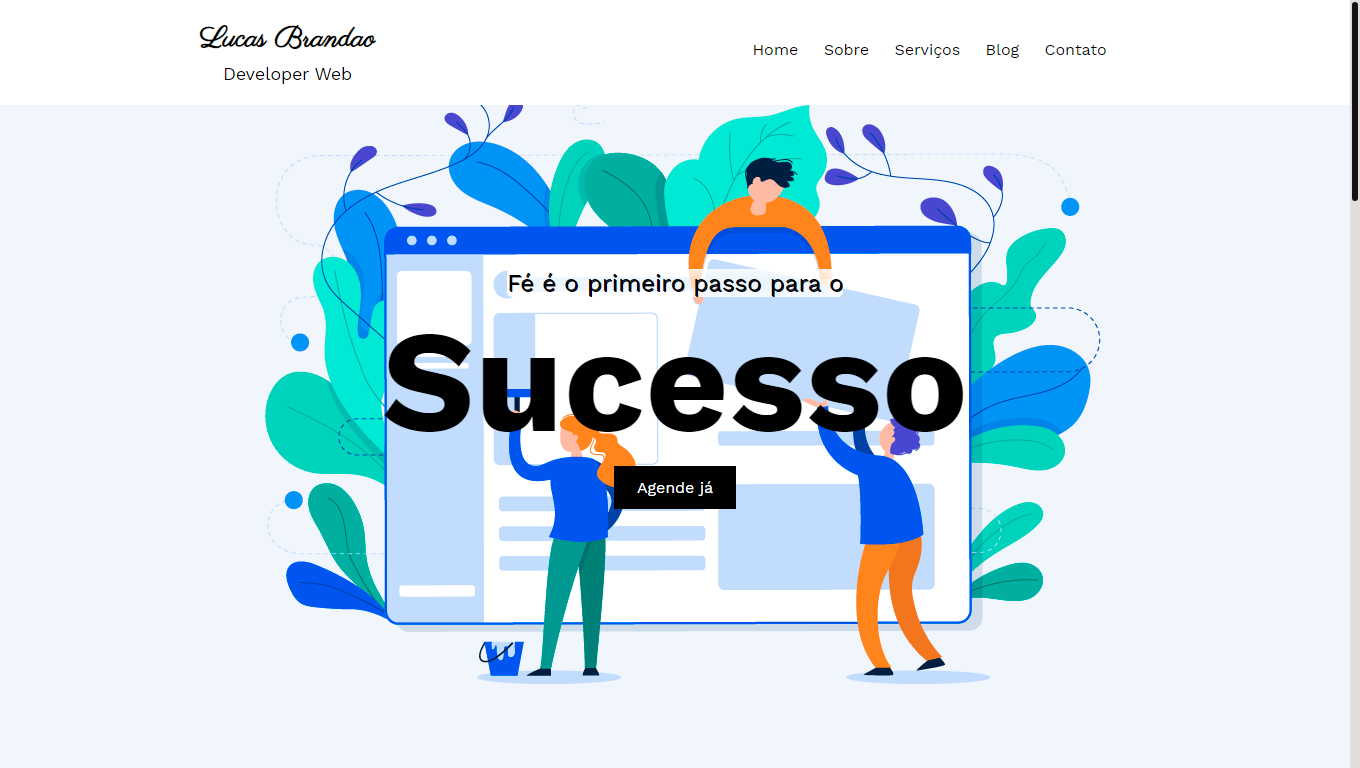 Lucas Brandao
Developer Web
Home Sobre Serviços Blog Contato
Fé é o primeiro passo para o
Sucesso
Agende já